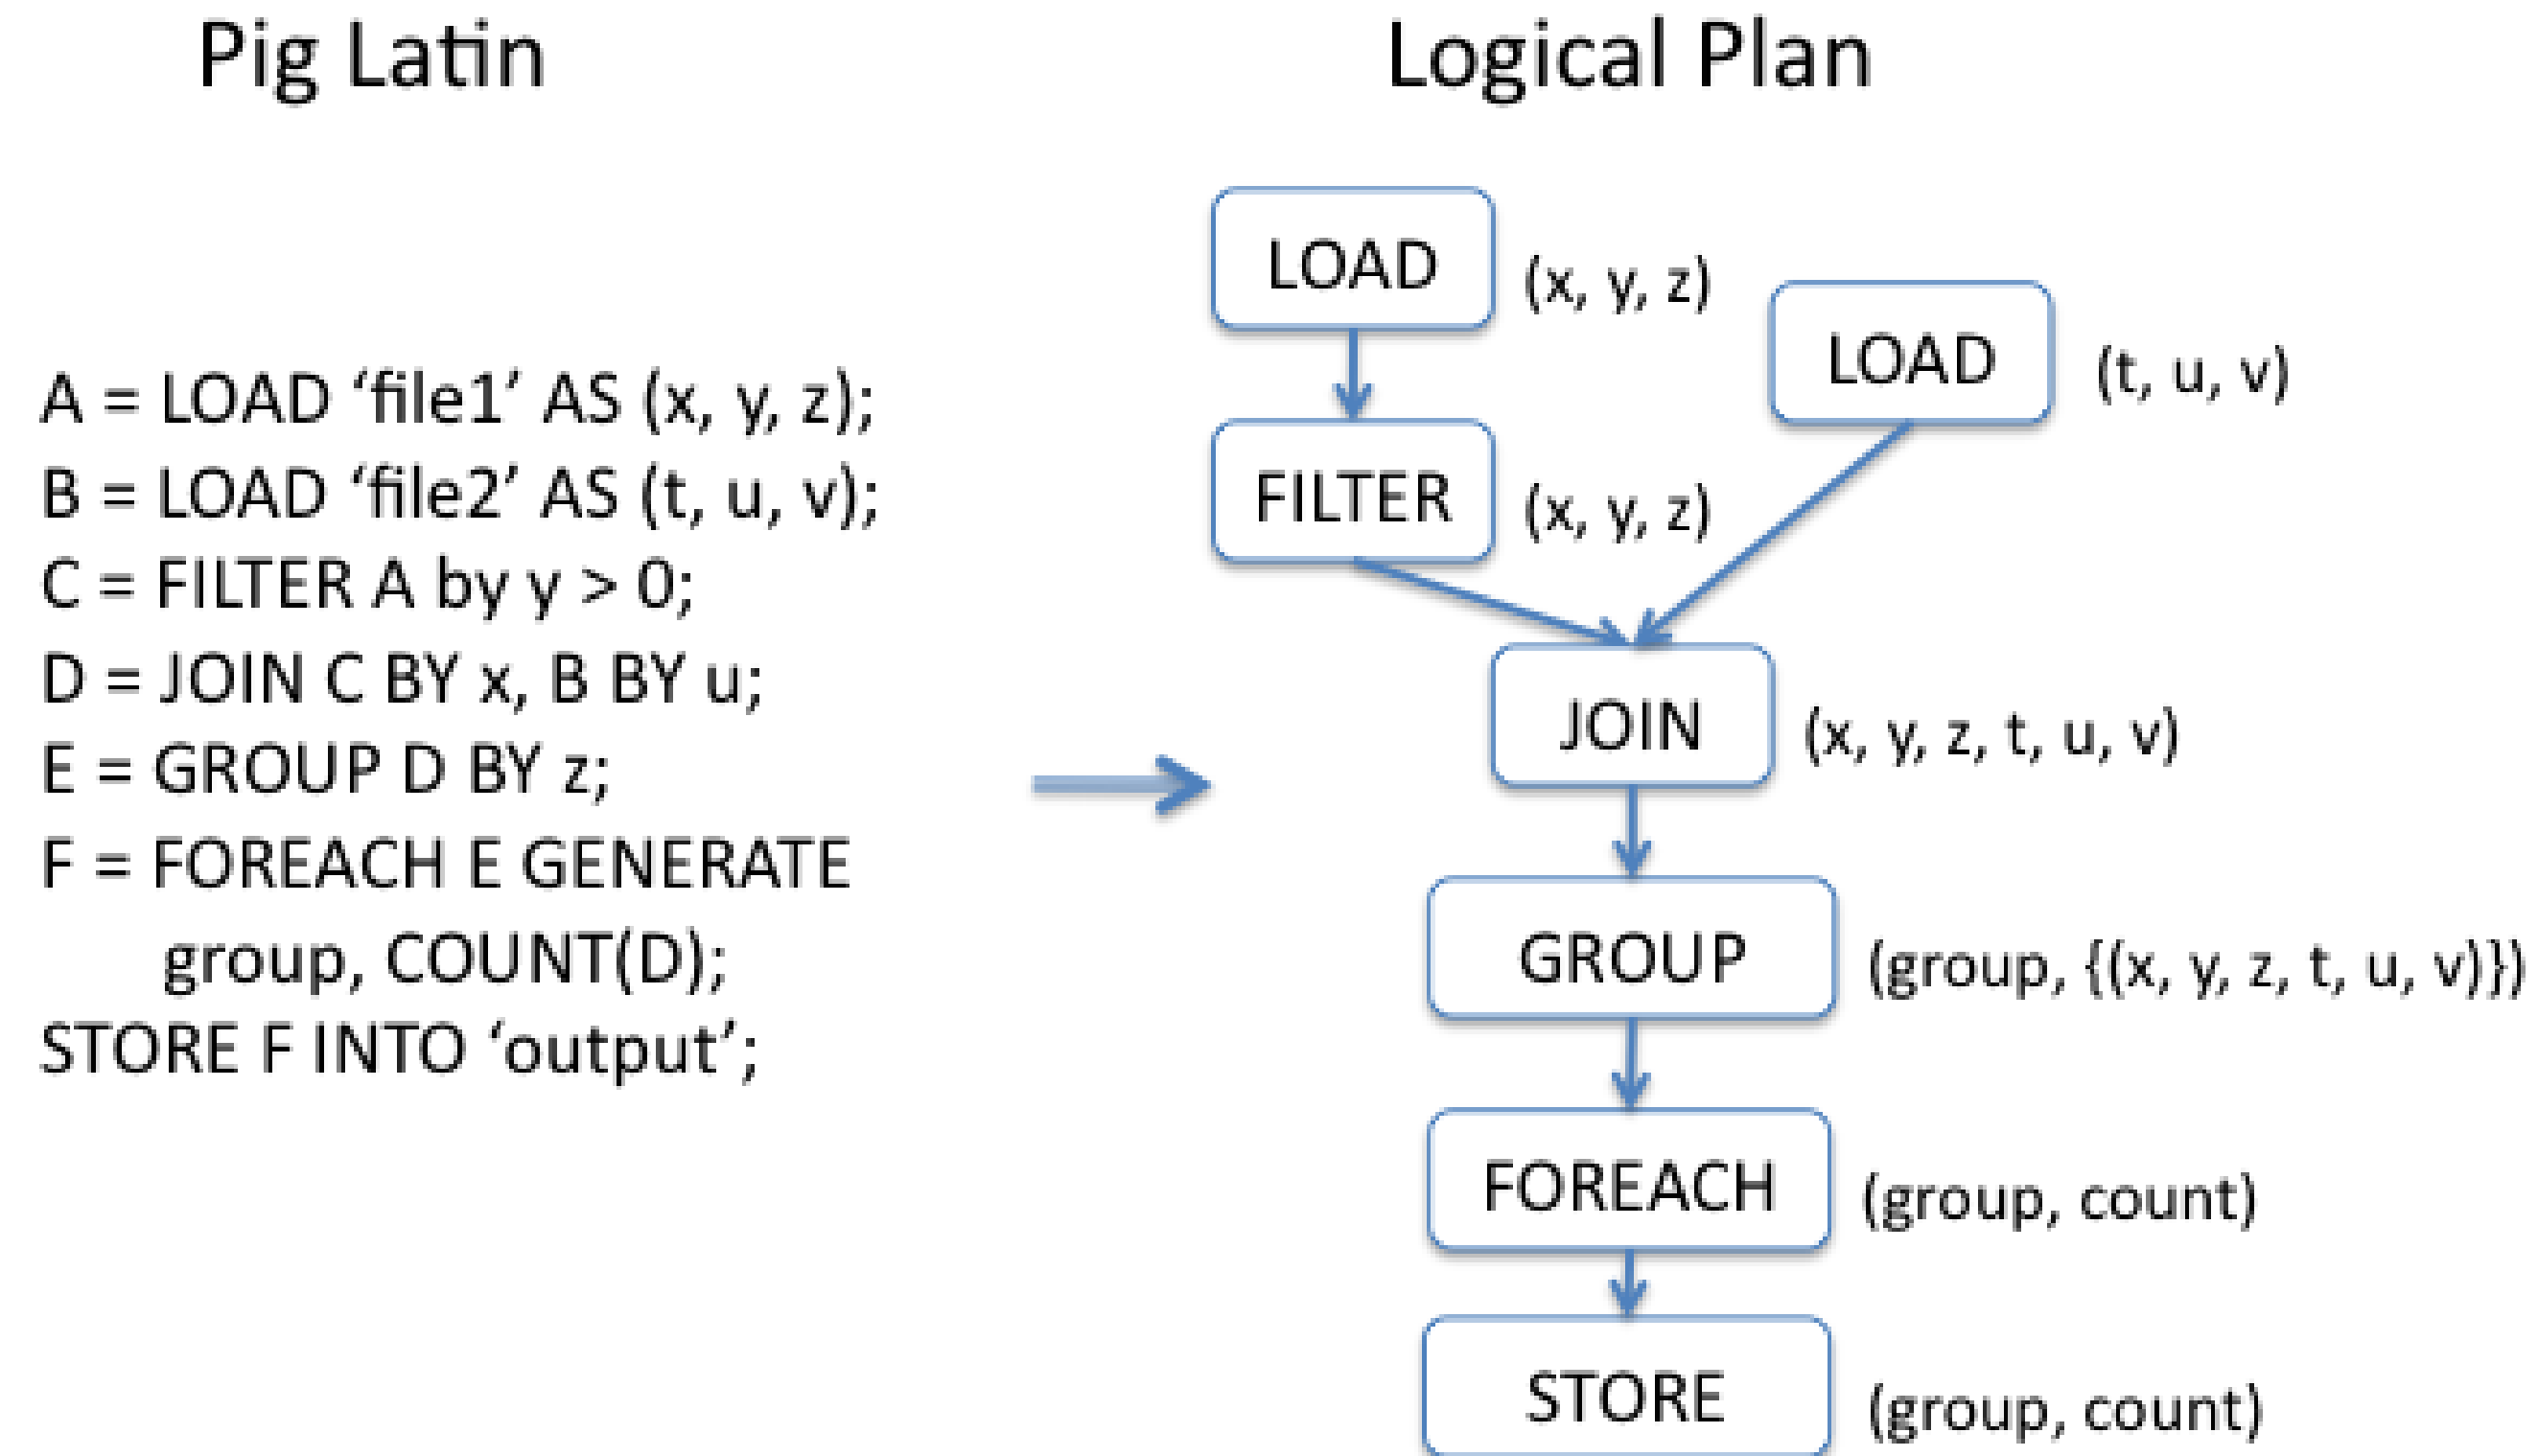 Pig Latin
A = LOAD ‘file1’ AS (x, y, z);
B = LOAD ‘file2’ AS (t, u, v);
C = FILTER A by y > 0;
D = JOIN C BY x, B BY u;
E = GROUP D BY z;
F = FOREACH E GENERATE
group, COUNT(D);
STORE F INTO ‘output’;
Logical Plan
LOAD (x, y, z)
LOAD (t, u, v)
FILTER (x, y, z)
JOIN (x, y, z, t, u, v)
GROUP (group, {(x, y, z, t, u, v)})
FOREACH (group, count)
STORE (group, count)